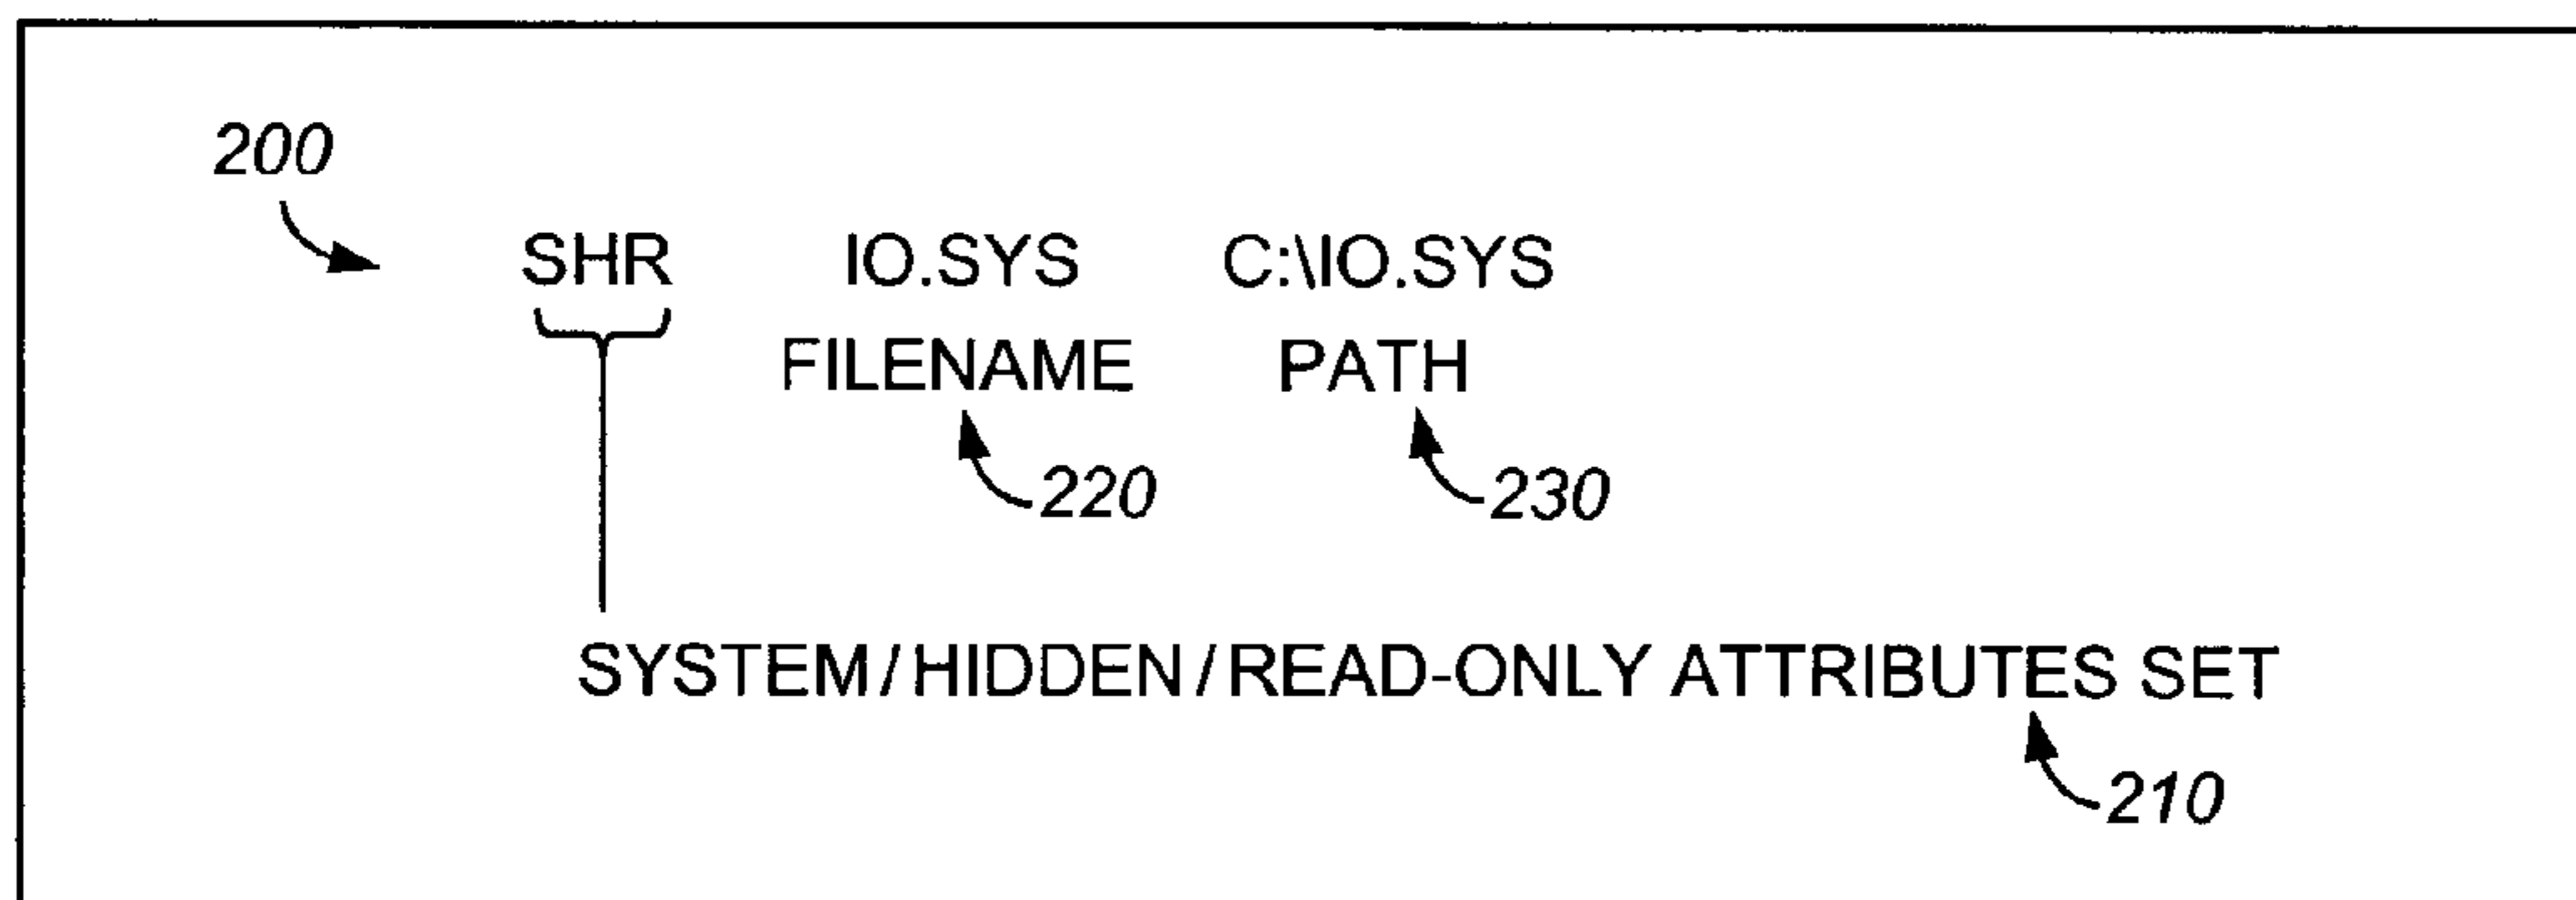 200
SHR IO.SYS C:\IO.SYS
FILENAME PATH
220 230
SYSTEM/HIDDEN/READ-ONLY ATTRIBUTES SET
210